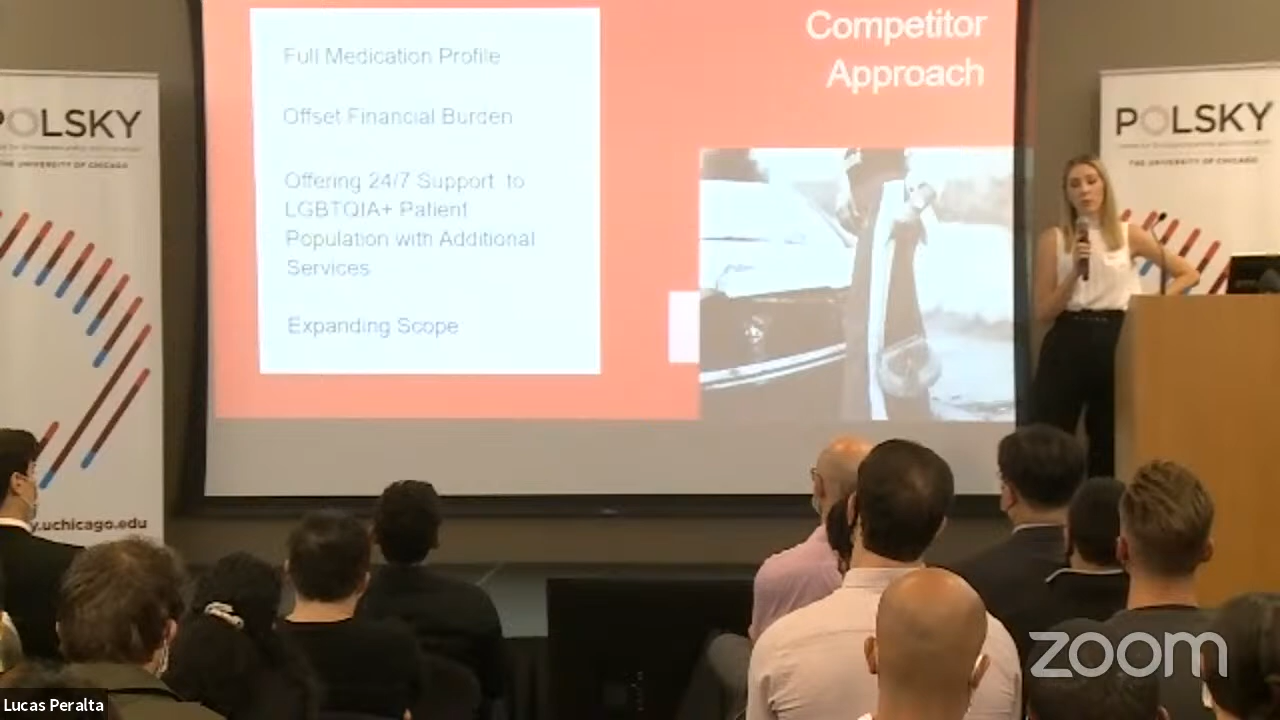 POLSKY
THE UNIVERSITY OF CHICAGO
y.uchicago.edu
Full Medication Profile
Offset Financial Burden
Offering 24/7 Support to
LGBTQIA+ Patient
Population with Additional
Services
Expanding Scope
Competitor
Approach
POLSKY
THE UNIVERSITY OF CHICAGO
zoom
Lucas Peralta